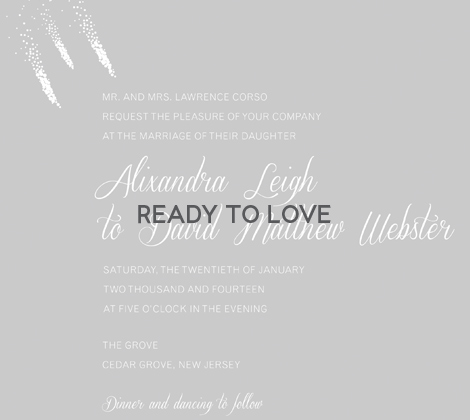 MR. AND MRS. LAWRENCE CORSO
REQUEST THE PLEASURE OF YOUR COMPANY
AT THE MARRIAGE OF THEIR DAUGHTER
Alixandra Leigh
to David Matthew Webster
READY TO LOVE
SATURDAY, THE TWENTIETH OF JANUARY
TWO THOUSAND AND FOURTEEN
AT FIVE O'CLOCK IN THE EVENING
THE GROVE
CEDAR GROVE, NEW JERSEY
Dinner and dancing to follow